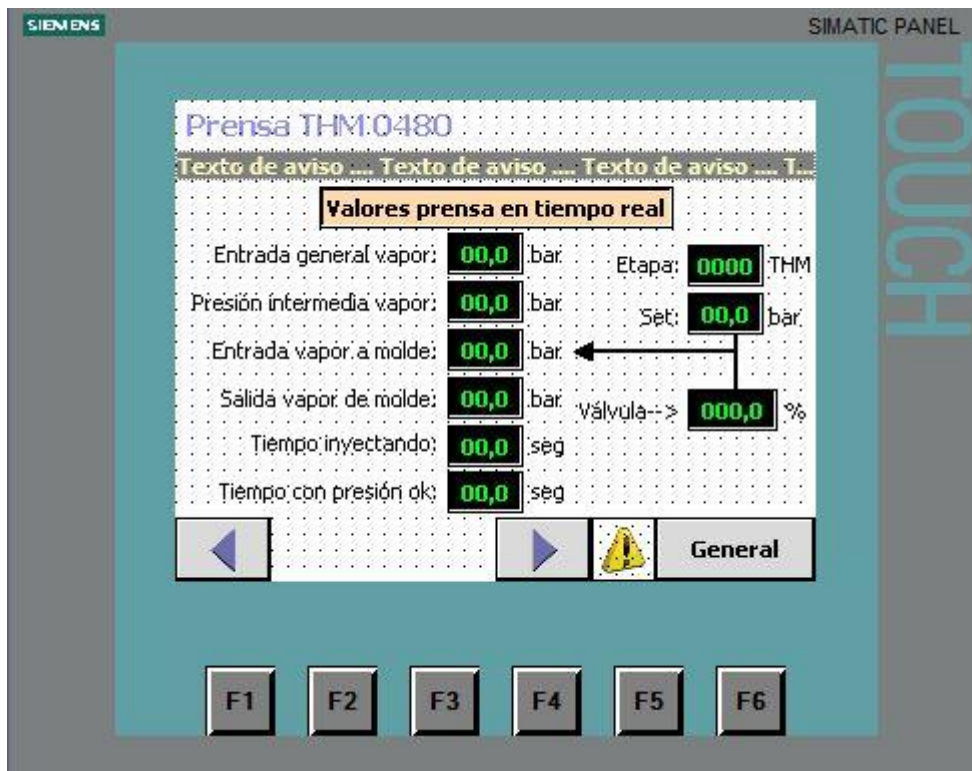 SIEMENS
SIMATIC PANEL
TOUCH
Prensa THM 0480
Texto de aviso .... Texto de aviso .... Texto de aviso .... T...
Valores prensa en tiempo real
Entrada general vapor: 00,0 bar
Etapa: 0000 THM
Presión intermedia vapor: 00,0 bar
Set: 00,0 bar
Entrada vapor a molde: 00,0 bar
Salida vapor de molde: 00,0 bar
Válvula--> 000,0 %
Tiempo inyectando: 00,0 seg
Tiempo con presión ok: 00,0 seg
General
F1 F2 F3 F4 F5 F6